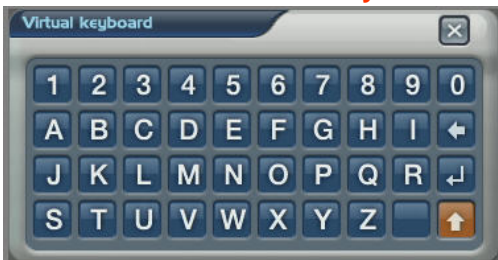 Virtual keyboard
1 2 3 4 5 6 7 8 9 0
A B C D E F G H I
J K L M N O P Q R
S T U V W X Y Z